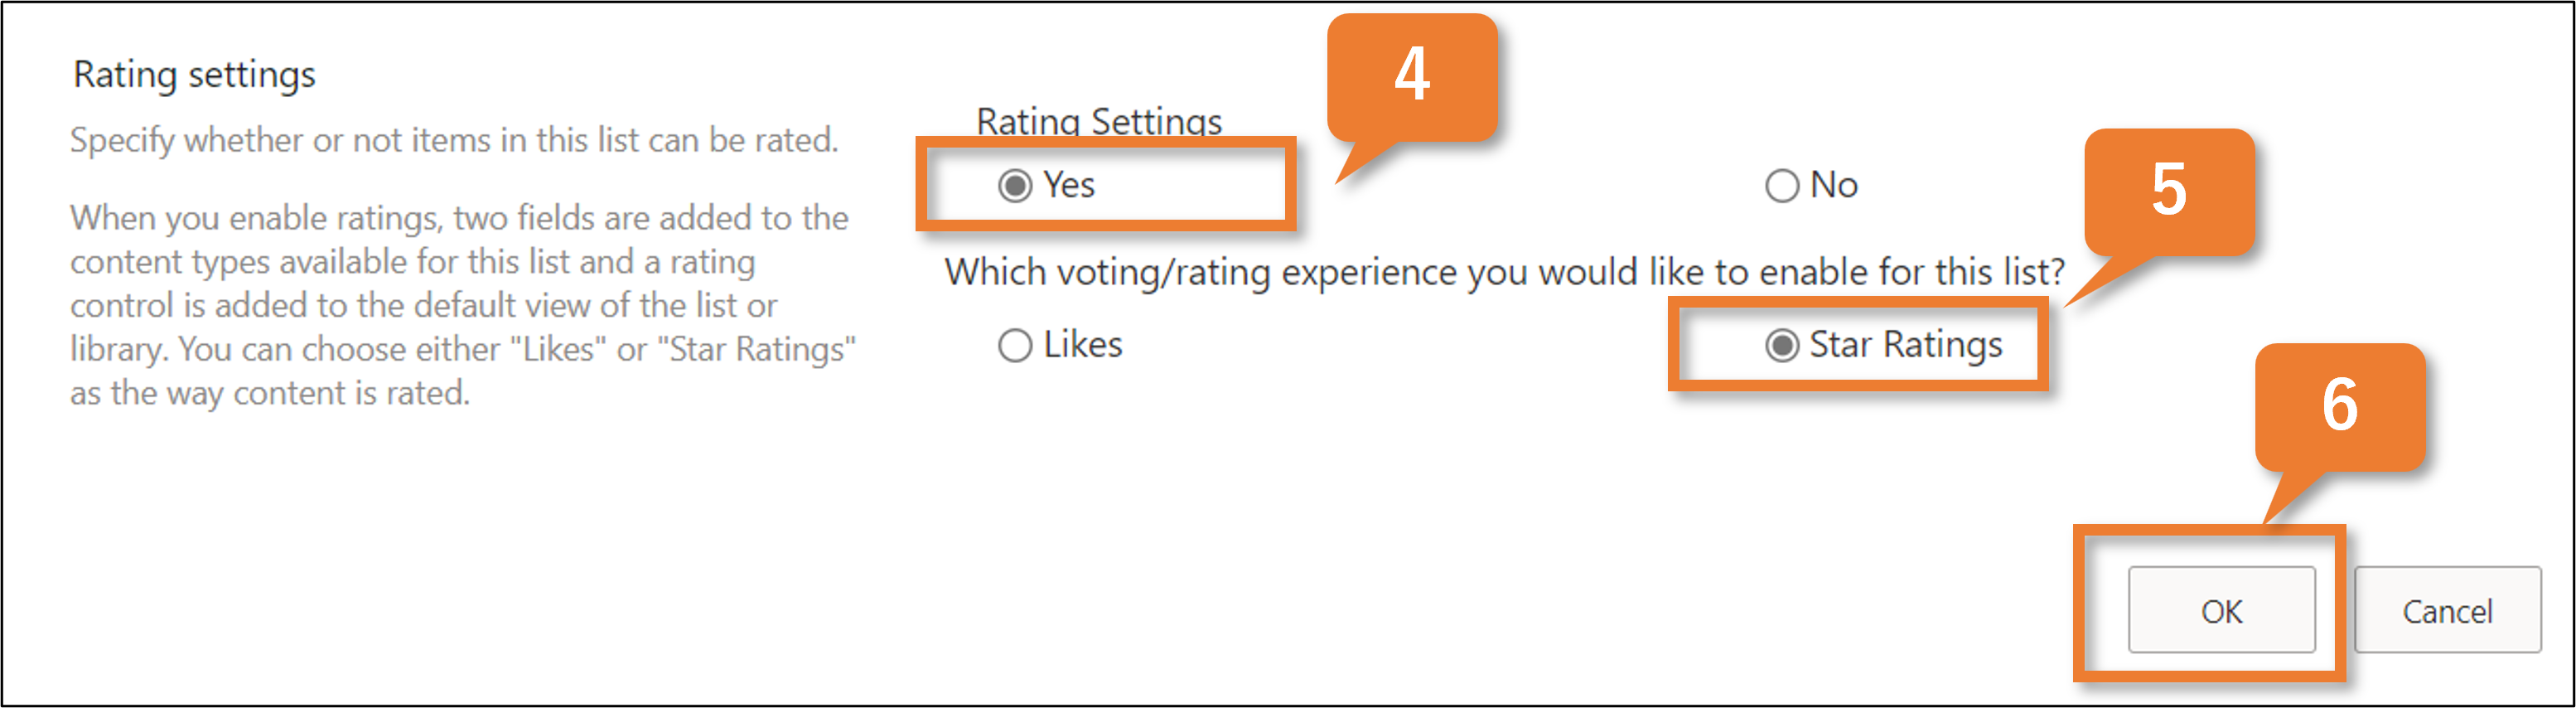 Rating settings
Specify whether or not items in this list can be rated.
When you enable ratings, two fields are added to the
content types available for this list and a rating
control is added to the default view of the list or
library. You can choose either "Likes" or "Star Ratings"
as the way content is rated.
Rating Settings
4
Yes
No
5
Which voting/rating experience you would like to enable for this list?
Likes
Star Ratings
6
OK
Cancel